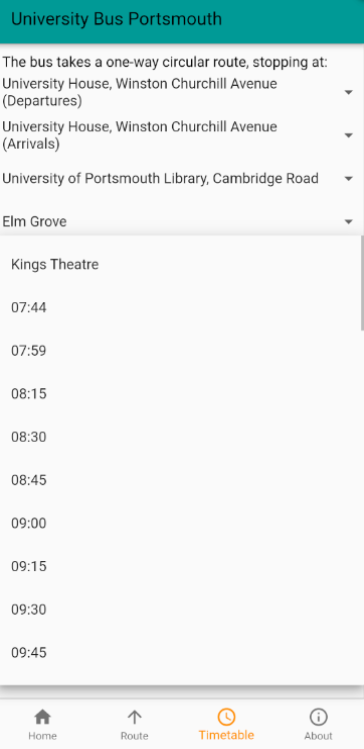 University Bus Portsmouth
The bus takes a one-way circular route, stopping at:
University House, Winston Churchill Avenue
(Departures)
University House, Winston Churchill Avenue
(Arrivals)
University of Portsmouth Library, Cambridge Road
Elm Grove
Kings Theatre
07:44
07:59
08:15
08:30
08:45
09:00
09:15
09:30
09:45
Home
Route
Timetable
About